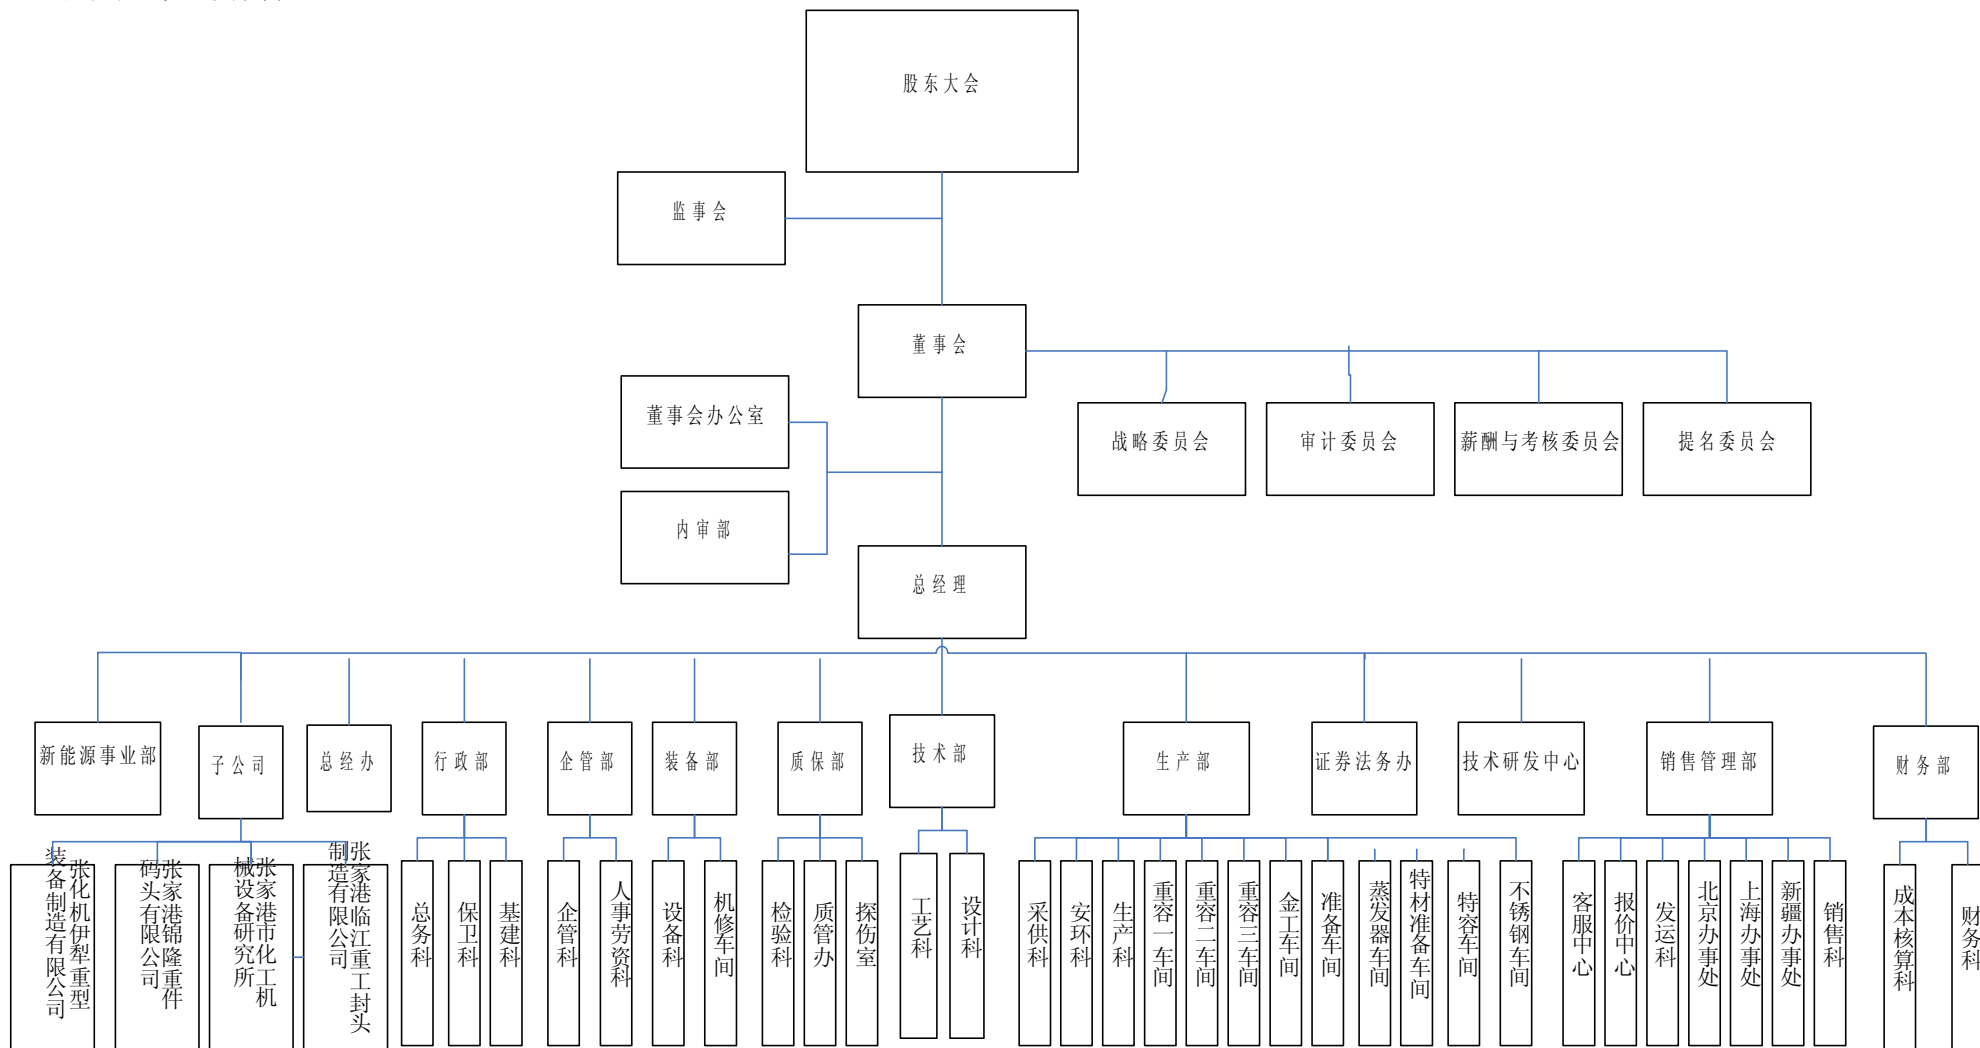 股东大会
监事会
董事会
董事会办公室
战略委员会
审计委员会
薪酬与考核委员会
提名委员会
内审部
总经理
新能源事业部
子公司
总经办
行政部
企管部
装备部
质保部
技术部
生产部
证券法务办
技术研发中心
销售管理部
财务部
张化机伊犁重型
装备制造有限公司
张家港锦隆重件
码头有限公司
张家港市化工机
械设备研究所
张家港临江重工封头
制造有限公司
总务科
保卫科
基建科
企管科
人事劳资科
设备科
机修车间
检验科
质管办
探伤室
工艺科
设计科
采供科
安环科
生产科
重容一车间
重容二车间
重容三车间
金工车间
准备车间
蒸发器车间
特材准备车间
特容车间
不锈钢车间
客服中心
报价中心
发运科
北京办事处
上海办事处
新疆办事处
销售科
成本核算科
财务科